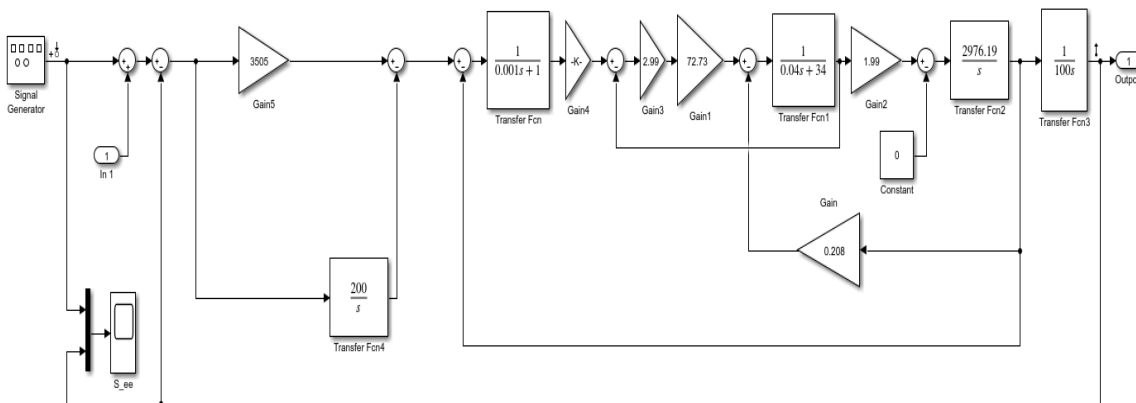 Signal
Generator
1
In 1
S_ee
3505
Gain5
200
s
Transfer Fcn4
1
0.001s + 1
Transfer Fcn
-K-
Gain4
2.99
Gain3
72.73
Gain1
1
0.04s + 34
Transfer Fcn1
1.99
Gain2
0
Constant
Gain
0.208
2976.19
s
Transfer Fcn2
1
100s
Transfer Fcn3
1